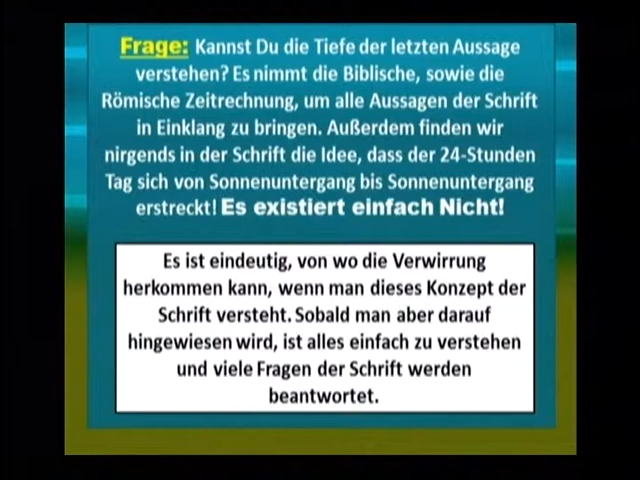 Frage: Kannst Du die Tiefe der letzten Aussage
verstehen? Es nimmt die Biblische, sowie die
Römische Zeitrechnung, um alle Aussagen der Schrift
in Einklang zu bringen. Außerdem finden wir
nirgends in der Schrift die Idee, dass der 24-Stunden
Tag sich von Sonnenuntergang bis Sonnenuntergang
erstreckt! Es existiert einfach Nicht!
Es ist eindeutig, von wo die Verwirrung
herkommen kann, wenn man dieses Konzept der
Schrift versteht. Sobald man aber darauf
hingewiesen wird, ist alles einfach zu verstehen
und viele Fragen der Schrift werden
beantwortet.